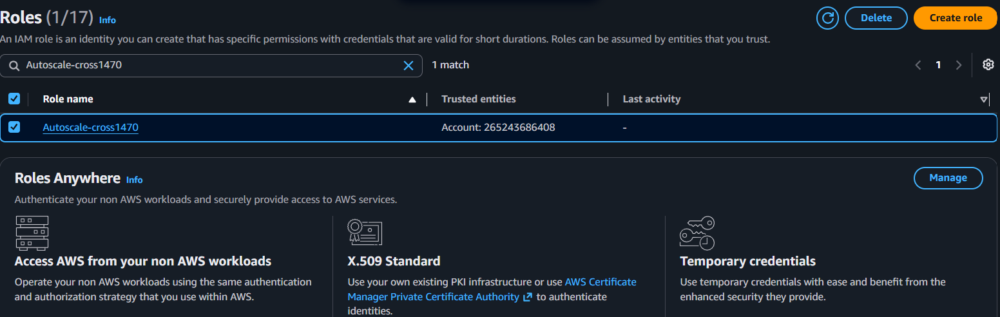 Roles (1/17) Info
Delete
Create role
An IAM role is an identity you can create that has specific permissions with credentials that are valid for short durations. Roles can be assumed by entities that you trust.
Autoscale-cross1470
1 match
1
Role name
Trusted entities
Last activity
Autoscale-cross1470
Account: 265243686408
-
Roles Anywhere Info
Manage
Authenticate your non AWS workloads and securely provide access to AWS services.
Access AWS from your non AWS workloads
Operate your non AWS workloads using the same authentication
and authorization strategy that you use within AWS.
X.509 Standard
Use your own existing PKI infrastructure or use AWS Certificate
Manager Private Certificate Authority to authenticate
identities.
Temporary credentials
Use temporary credentials with ease and benefit from the
enhanced security they provide.